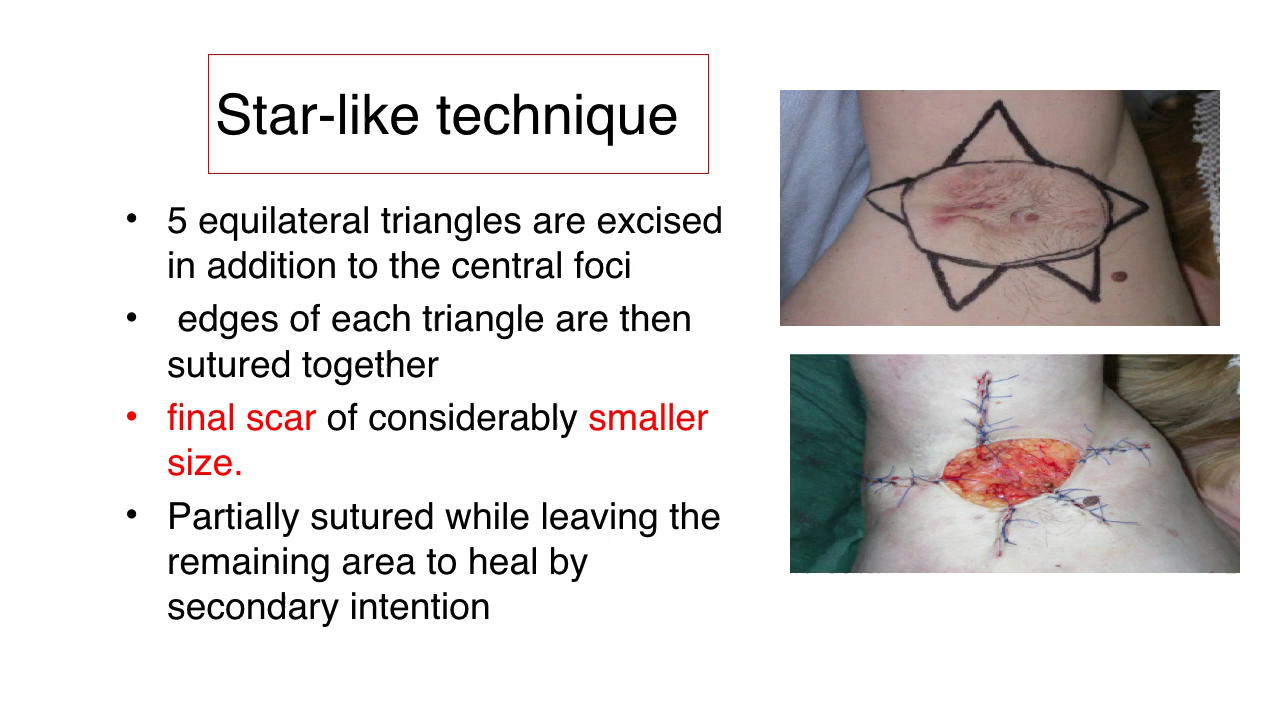 Star-like technique
• 5 equilateral triangles are excised
in addition to the central foci
• edges of each triangle are then
sutured together
• final scar of considerably smaller
size.
• Partially sutured while leaving the
remaining area to heal by
secondary intention